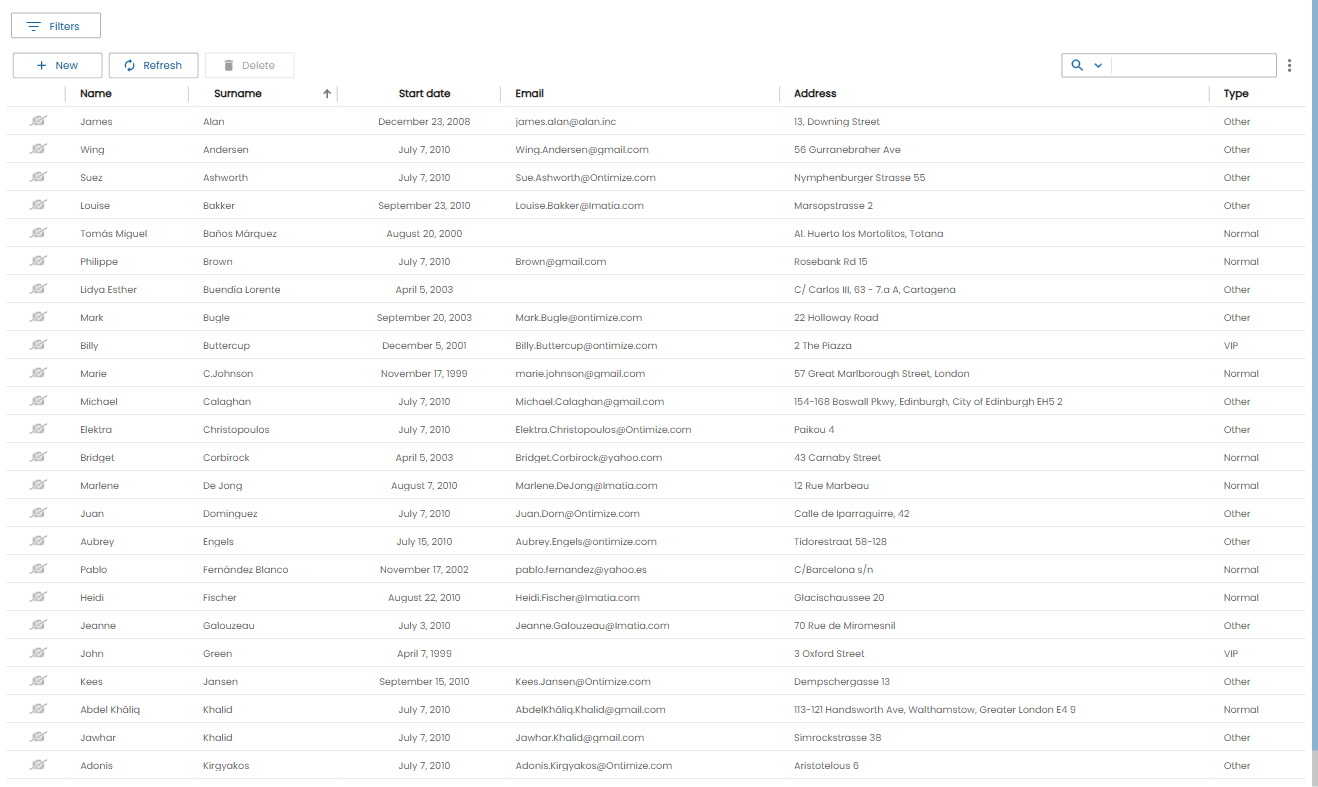 Filters
New Refresh Delete
Name Surname Start date Email Address Type
James Alan December 23, 2008 james.alan@alan.inc 13, Downing Street Other
Wing Andersen July 7, 2010 Wing.Andersen@gmail.com 56 Gurranebraher Ave Other
Suez Ashworth July 7, 2010 Sue.Ashworth@Ontimize.com Nymphenburger Strasse 55 Other
Louise Bakker September 23, 2010 Louise.Bakker@Imatia.com Marsopstrasse 2 Other
Tomás Miguel Baños Márquez August 20, 2000 Al. Huerto los Mortolitos, Totana Normal
Philippe Brown July 7, 2010 Brown@gmail.com Rosebank Rd 15 Normal
Lidya Esther Buendía Lorente April 5, 2003 C/ Carlos III, 63 - 7.a A, Cartagena Other
Mark Bugle September 20, 2003 Mark.Bugle@ontimize.com 22 Holloway Road Other
Billy Buttercup December 5, 2001 Billy.Buttercup@ontimize.com 2 The Piazza VIP
Marie C.Johnson November 17, 1999 marie.johnson@gmail.com 57 Great Marlborough Street, London Normal
Michael Calaghan July 7, 2010 Michael.Calaghan@gmail.com 154-168 Boswall Pkwy, Edinburgh, City of Edinburgh EH5 2 Other
Elektra Christopoulos July 7, 2010 Elektra.Christopoulos@Ontimize.com Paikou 4 Other
Bridget Corbirock April 5, 2003 Bridget.Corbirock@yahoo.com 43 Carnaby Street Normal
Marlene De Jong August 7, 2010 Marlene.DeJong@Imatia.com 12 Rue Marbeau Normal
Juan Dominguez July 7, 2010 Juan.Dom@Ontimize.com Calle de Iparraguirre, 42 Other
Aubrey Engels July 15, 2010 Aubrey.Engels@ontimize.com Tidorestraat 58-128 Other
Pablo Fernández Blanco November 17, 2002 pablo.fernandez@yahoo.es C/Barcelona s/n Normal
Heidi Fischer August 22, 2010 Heidi.Fischer@Imatia.com Glacischaussee 20 Normal
Jeanne Galouzeau July 3, 2010 Jeanne.Galouzeau@Imatia.com 70 Rue de Miromesnil Other
John Green April 7, 1999 3 Oxford Street VIP
Kees Jansen September 15, 2010 Kees.Jansen@Ontimize.com Dempschergasse 13 Other
Abdel Khâliq Khalid July 7, 2010 AbdelKhâliq.Khalid@gmail.com 113-121 Handsworth Ave, Walthamstow, Greater London E4 9 Normal
Jawhar Khalid July 7, 2010 Jawhar.Khalid@gmail.com Simrockstrasse 38 Other
Adonis Kirgyakos July 7, 2010 Adonis.Kirgyakos@Ontimize.com Aristotelous 6 Other